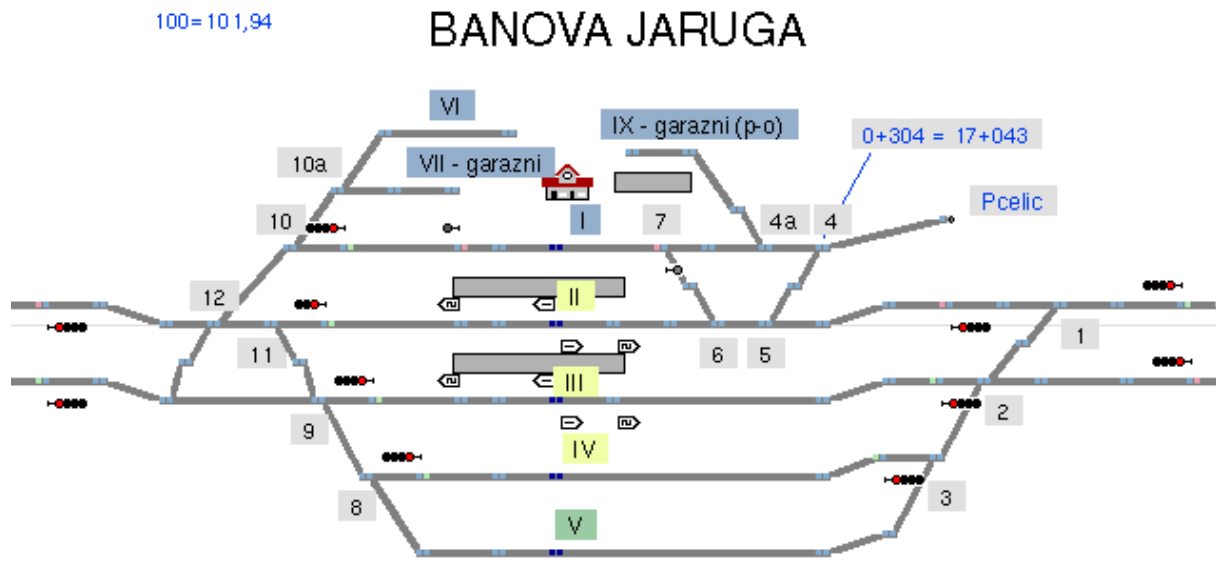 100=101,94
BANOVA JARUGA
VI
IX - garazni (p-o)
0+304 = 17+043
10a
VII - garazni
Pcelic
10
I
7
4a
4
12
II
1
11
6
5
III
2
9
IV
8
3
V